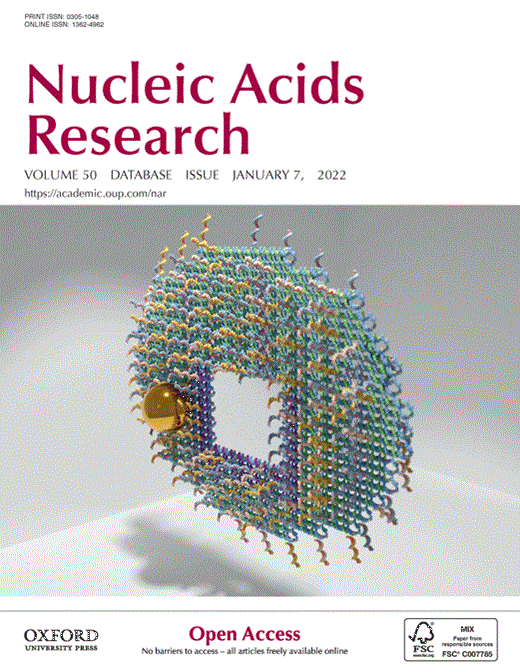 PRINT ISSN: 0305-1048
ONLINE ISSN: 1362-4962
Nucleic Acids
Research
VOLUME 50 DATABASE ISSUE JANUARY 7, 2022
https://academic.oup.com/nar
OXFORD
UNIVERSITY PRESS
Open Access
No barriers to access – all articles freely available online
FSC
www.fsc.org
MIX
Paper from
responsible sources
FSC® C007785